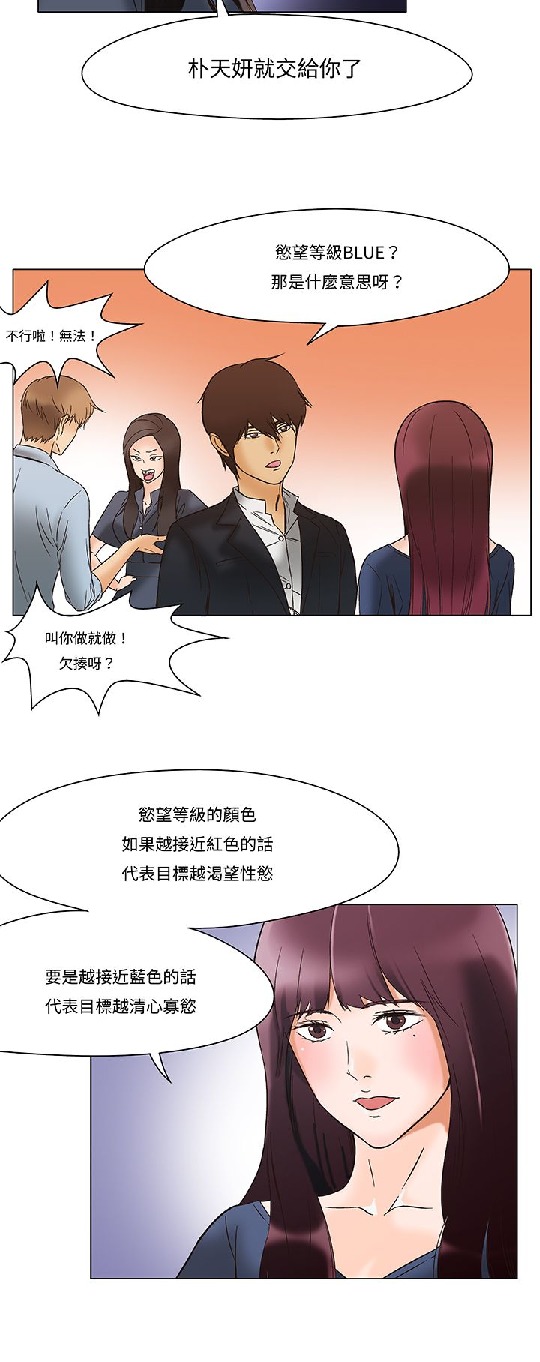 朴天妍就交給你了
慾望等級BLUE？
那是什麼意思呀？
不行啦！無法！
叫你做就做！
欠揍呀？
慾望等級的顏色
如果越接近紅色的話
代表目標越渴望性慾
要是越接近藍色的話
代表目標越清心寡慾